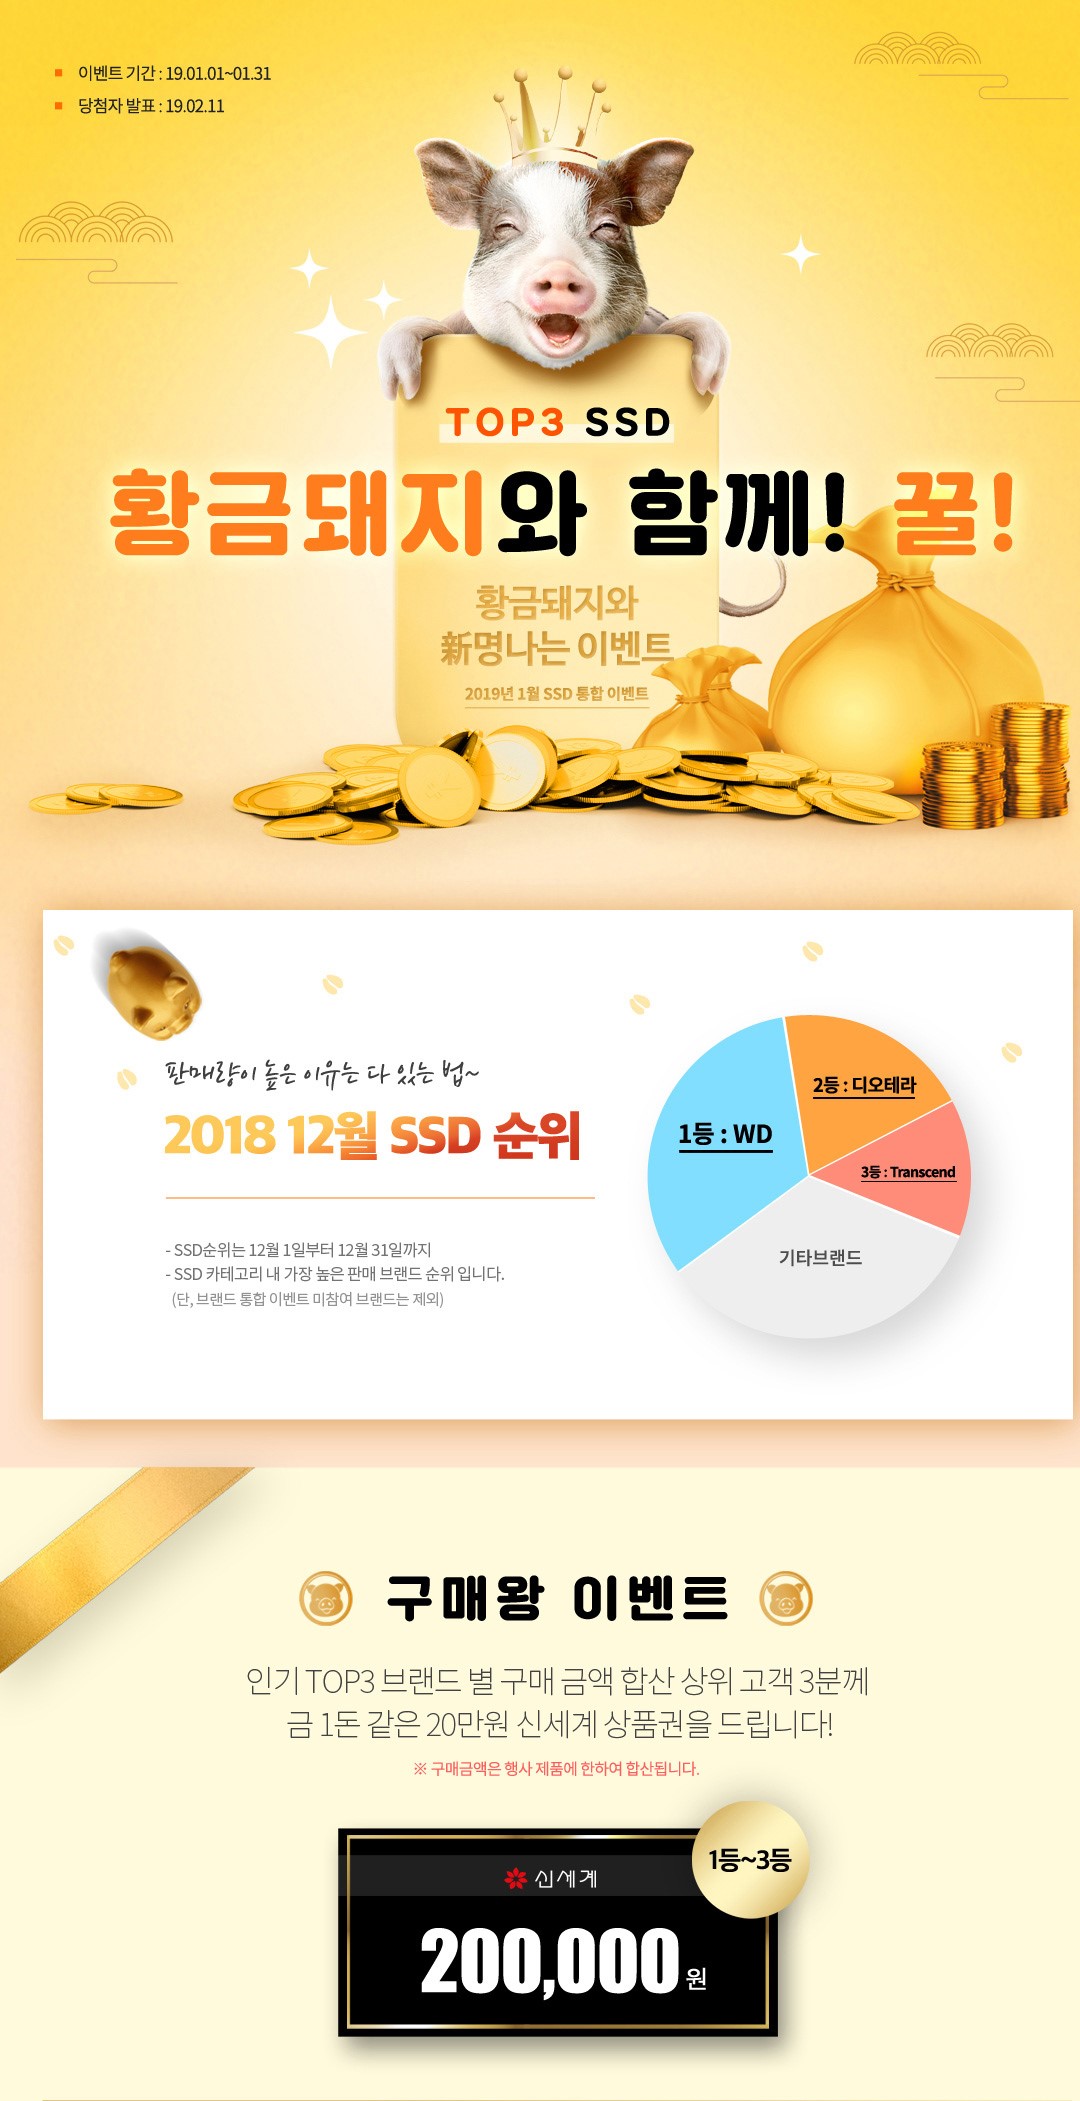 이벤트 기간 : 19.01.01~01.31
당첨자 발표 : 19.02.11
TOP3 SSD
황금돼지와 함께! 꿀!
황금돼지와
新명나는 이벤트
2019년 1월 SSD 통합 이벤트
판매량이 높은 이유는 다 있는 법~
2018 12월 SSD 순위
- SSD순위는 12월 1일부터 12월 31일까지
- SSD 카테고리 내 가장 높은 판매 브랜드 순위 입니다.
(단, 브랜드 통합 이벤트 미참여 브랜드는 제외)
1등 : WD
2등 : 디오테라
3등 : Transcend
기타브랜드
구매왕 이벤트
인기 TOP3 브랜드 별 구매 금액 합산 상위 고객 3분께
금 1돈 같은 20만원 신세계 상품권을 드립니다!
※ 구매금액은 행사 제품에 한하여 합산됩니다.
1등~3등
신세계
200,000원